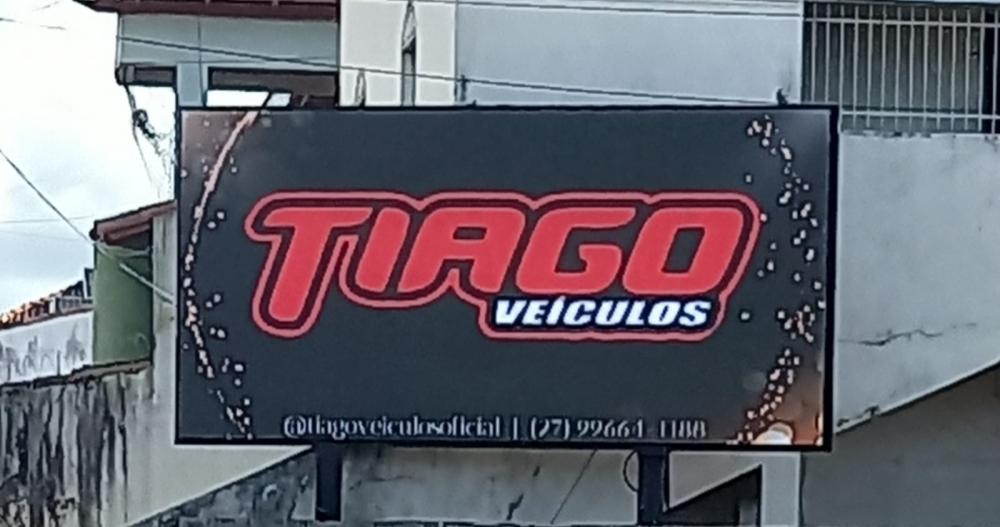 TIAGO
VEÍCULOS
@tiagoveiculosoficial | (27) 99664-1188